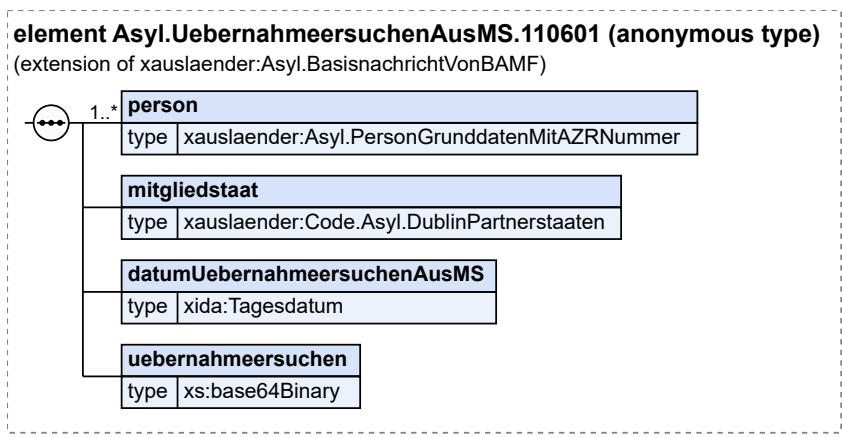 element Asyl.UebernahmeersuchenAusMS.110601 (anonymous type)
(extension of xauslaender:Asyl.BasisnachrichtVonBAMF)
1..* person
type xauslaender:Asyl.PersonGrunddatenMitAZRNummer
mitgliedstaat
type xauslaender:Code.Asyl.DublinPartnerstaaten
datumUebernahmeersuchenAusMS
type xida:Tagesdatum
uebernahmeersuchen
type xs:base64Binary